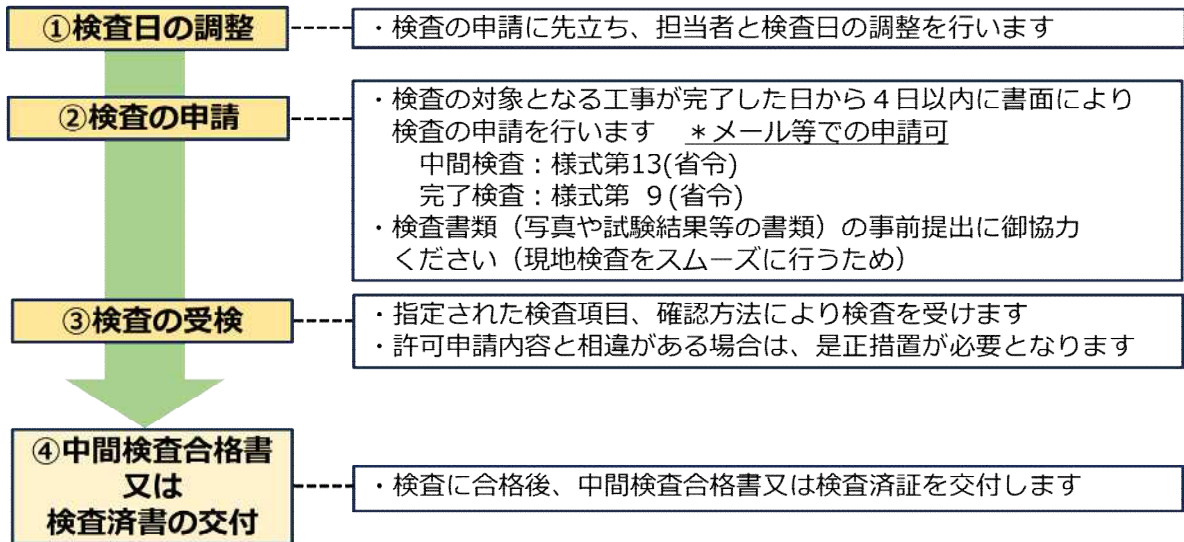 ①検査日の調整
・検査の申請に先立ち、担当者と検査日の調整を行います
②検査の申請
・検査の対象となる工事が完了した日から４日以内に書面により
検査の申請を行います　＊メール等での申請可
中間検査：様式第13(省令)
完了検査：様式第 9(省令)
・検査書類（写真や試験結果等の書類）の事前提出に御協力
ください（現地検査をスムーズに行うため）
③検査の受検
・指定された検査項目、確認方法により検査を受けます
・許可申請内容と相違がある場合は、是正措置が必要となります
④中間検査合格書
又は
検査済書の交付
・検査に合格後、中間検査合格書又は検査済証を交付します